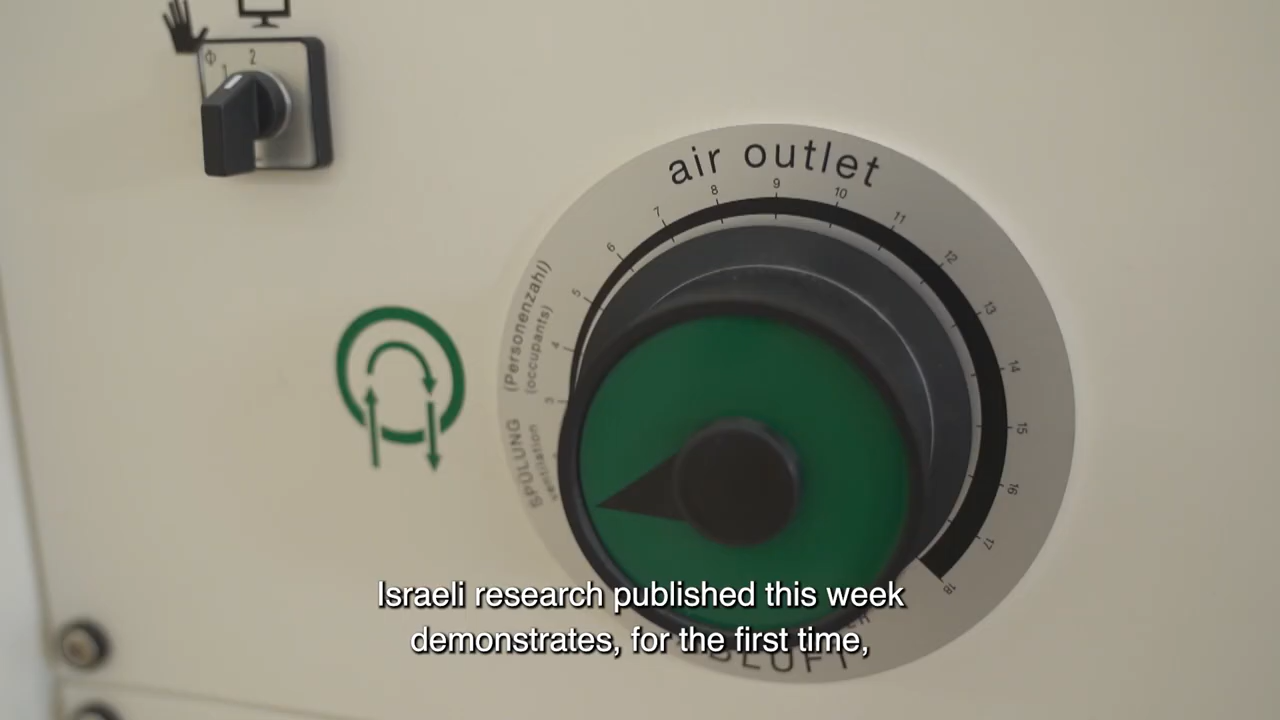 1
2
air outlet
3
4
5
6
7
8
9
10
11
12
13
14
15
16
17
18
(Personenzahl)
(occupants)
SPÜLUNG
ventilation
Israeli research published this week
demonstrates, for the first time,